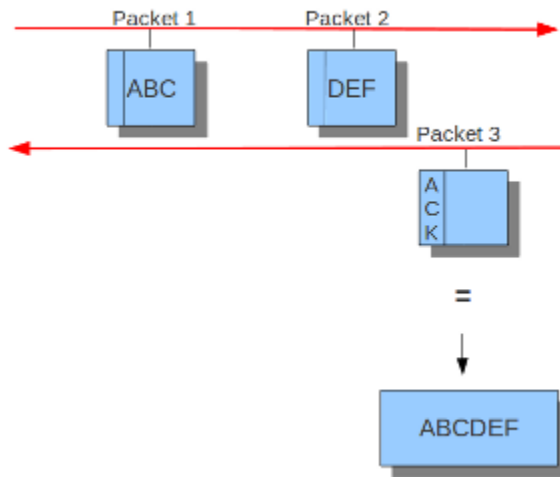 Packet 1
Packet 2
ABC
DEF
Packet 3
A
C
K
=
ABCDEF